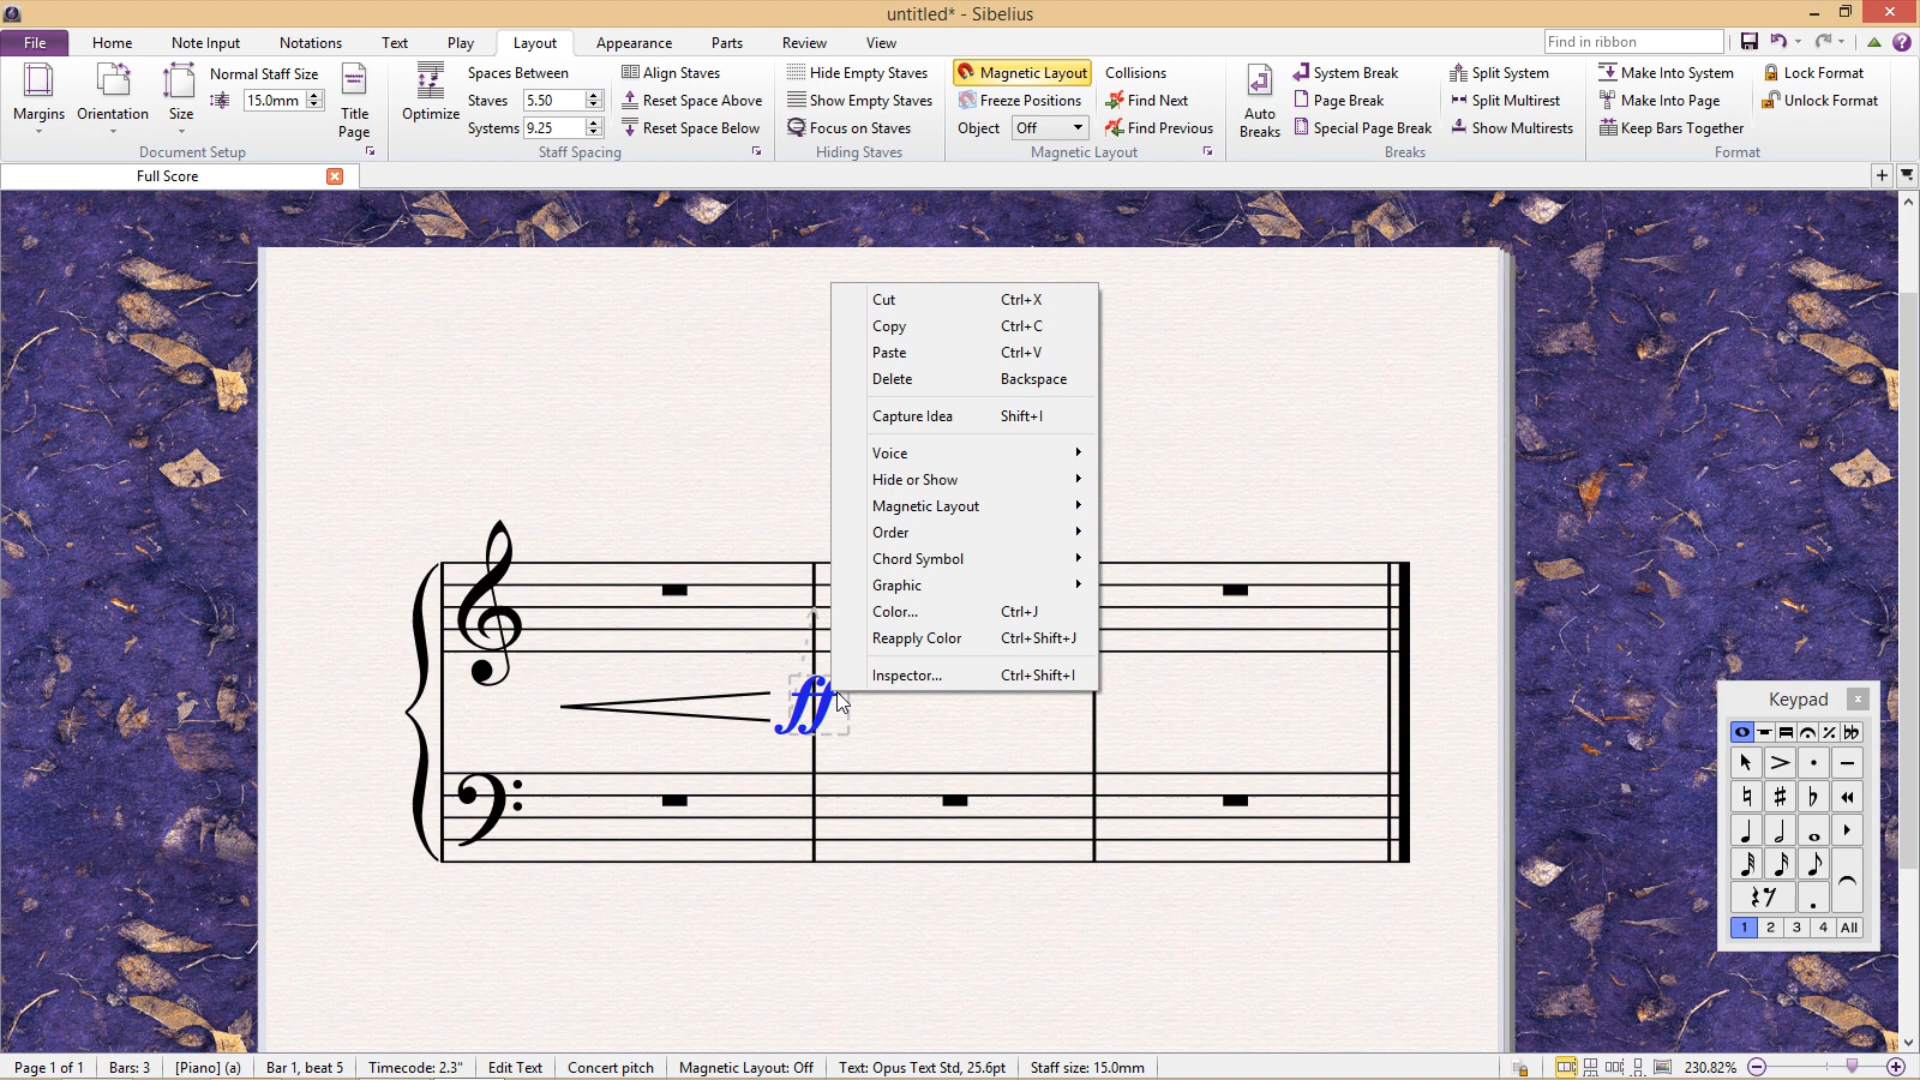 untitled* - Sibelius
File Home Note Input Notations Text Play Layout Appearance Parts Review View Find in ribbon
Margins Orientation Size Normal Staff Size 15.0mm Title Page
Document Setup
Optimize Spaces Between Staves 5.50 Systems 9.25
Align Staves
Reset Space Above
Reset Space Below
Staff Spacing
Hide Empty Staves
Show Empty Staves
Focus on Staves
Hiding Staves
Magnetic Layout
Freeze Positions
Object Off
Collisions
Find Next
Find Previous
Magnetic Layout
Auto Breaks
System Break
Page Break
Special Page Break
Split System
Split Multirest
Show Multirests
Breaks
Make Into System
Make Into Page
Keep Bars Together
Lock Format
Unlock Format
Format
Full Score
Cut Ctrl+X
Copy Ctrl+C
Paste Ctrl+V
Delete Backspace
Capture Idea Shift+I
Voice
Hide or Show
Magnetic Layout
Order
Chord Symbol
Graphic
Color... Ctrl+J
Reapply Color Ctrl+Shift+J
Inspector... Ctrl+Shift+I
ff
Keypad
1 2 3 4 All
Page 1 of 1 Bars: 3 [Piano] (a) Bar 1, beat 5 Timecode: 2.3" Edit Text Concert pitch Magnetic Layout: Off Text: Opus Text Std, 25.6pt Staff size: 15.0mm 230.82%